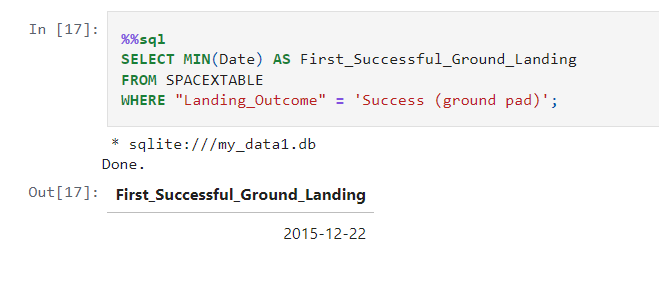 In [17]:
%%sql
SELECT MIN(Date) AS First_Successful_Ground_Landing
FROM SPACEXTABLE
WHERE "Landing_Outcome" = 'Success (ground pad)';
* sqlite:///my_data1.db
Done.
Out[17]:
First_Successful_Ground_Landing
2015-12-22